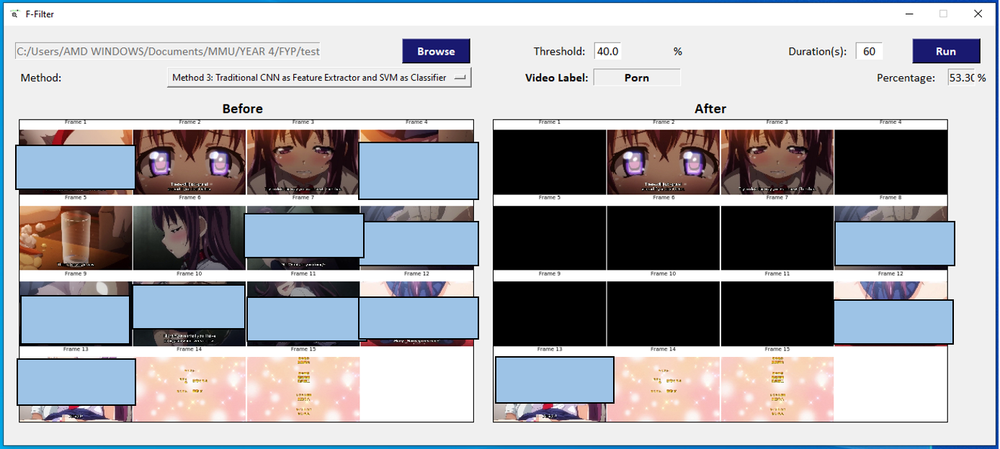 F-Filter
C:/Users/AMD WINDOWS/Documents/MMU/YEAR 4/FYP/test
Browse
Threshold:
40.0
%
Duration(s):
60
Run
Method:
Method 3: Traditional CNN as Feature Extractor and SVM as Classifier
Video Label:
Porn
Percentage:
53.30
%
Before
After
Frame 1
Frame 2
Frame 3
Frame 4
Frame 5
Frame 6
Frame 7
Frame 9
Frame 10
Frame 11
Frame 12
Frame 13
Frame 14
Frame 15
Frame 1
Frame 2
Frame 3
Frame 4
Frame 5
Frame 6
Frame 7
Frame 8
Frame 9
Frame 10
Frame 11
Frame 12
Frame 13
Frame 14
Frame 15